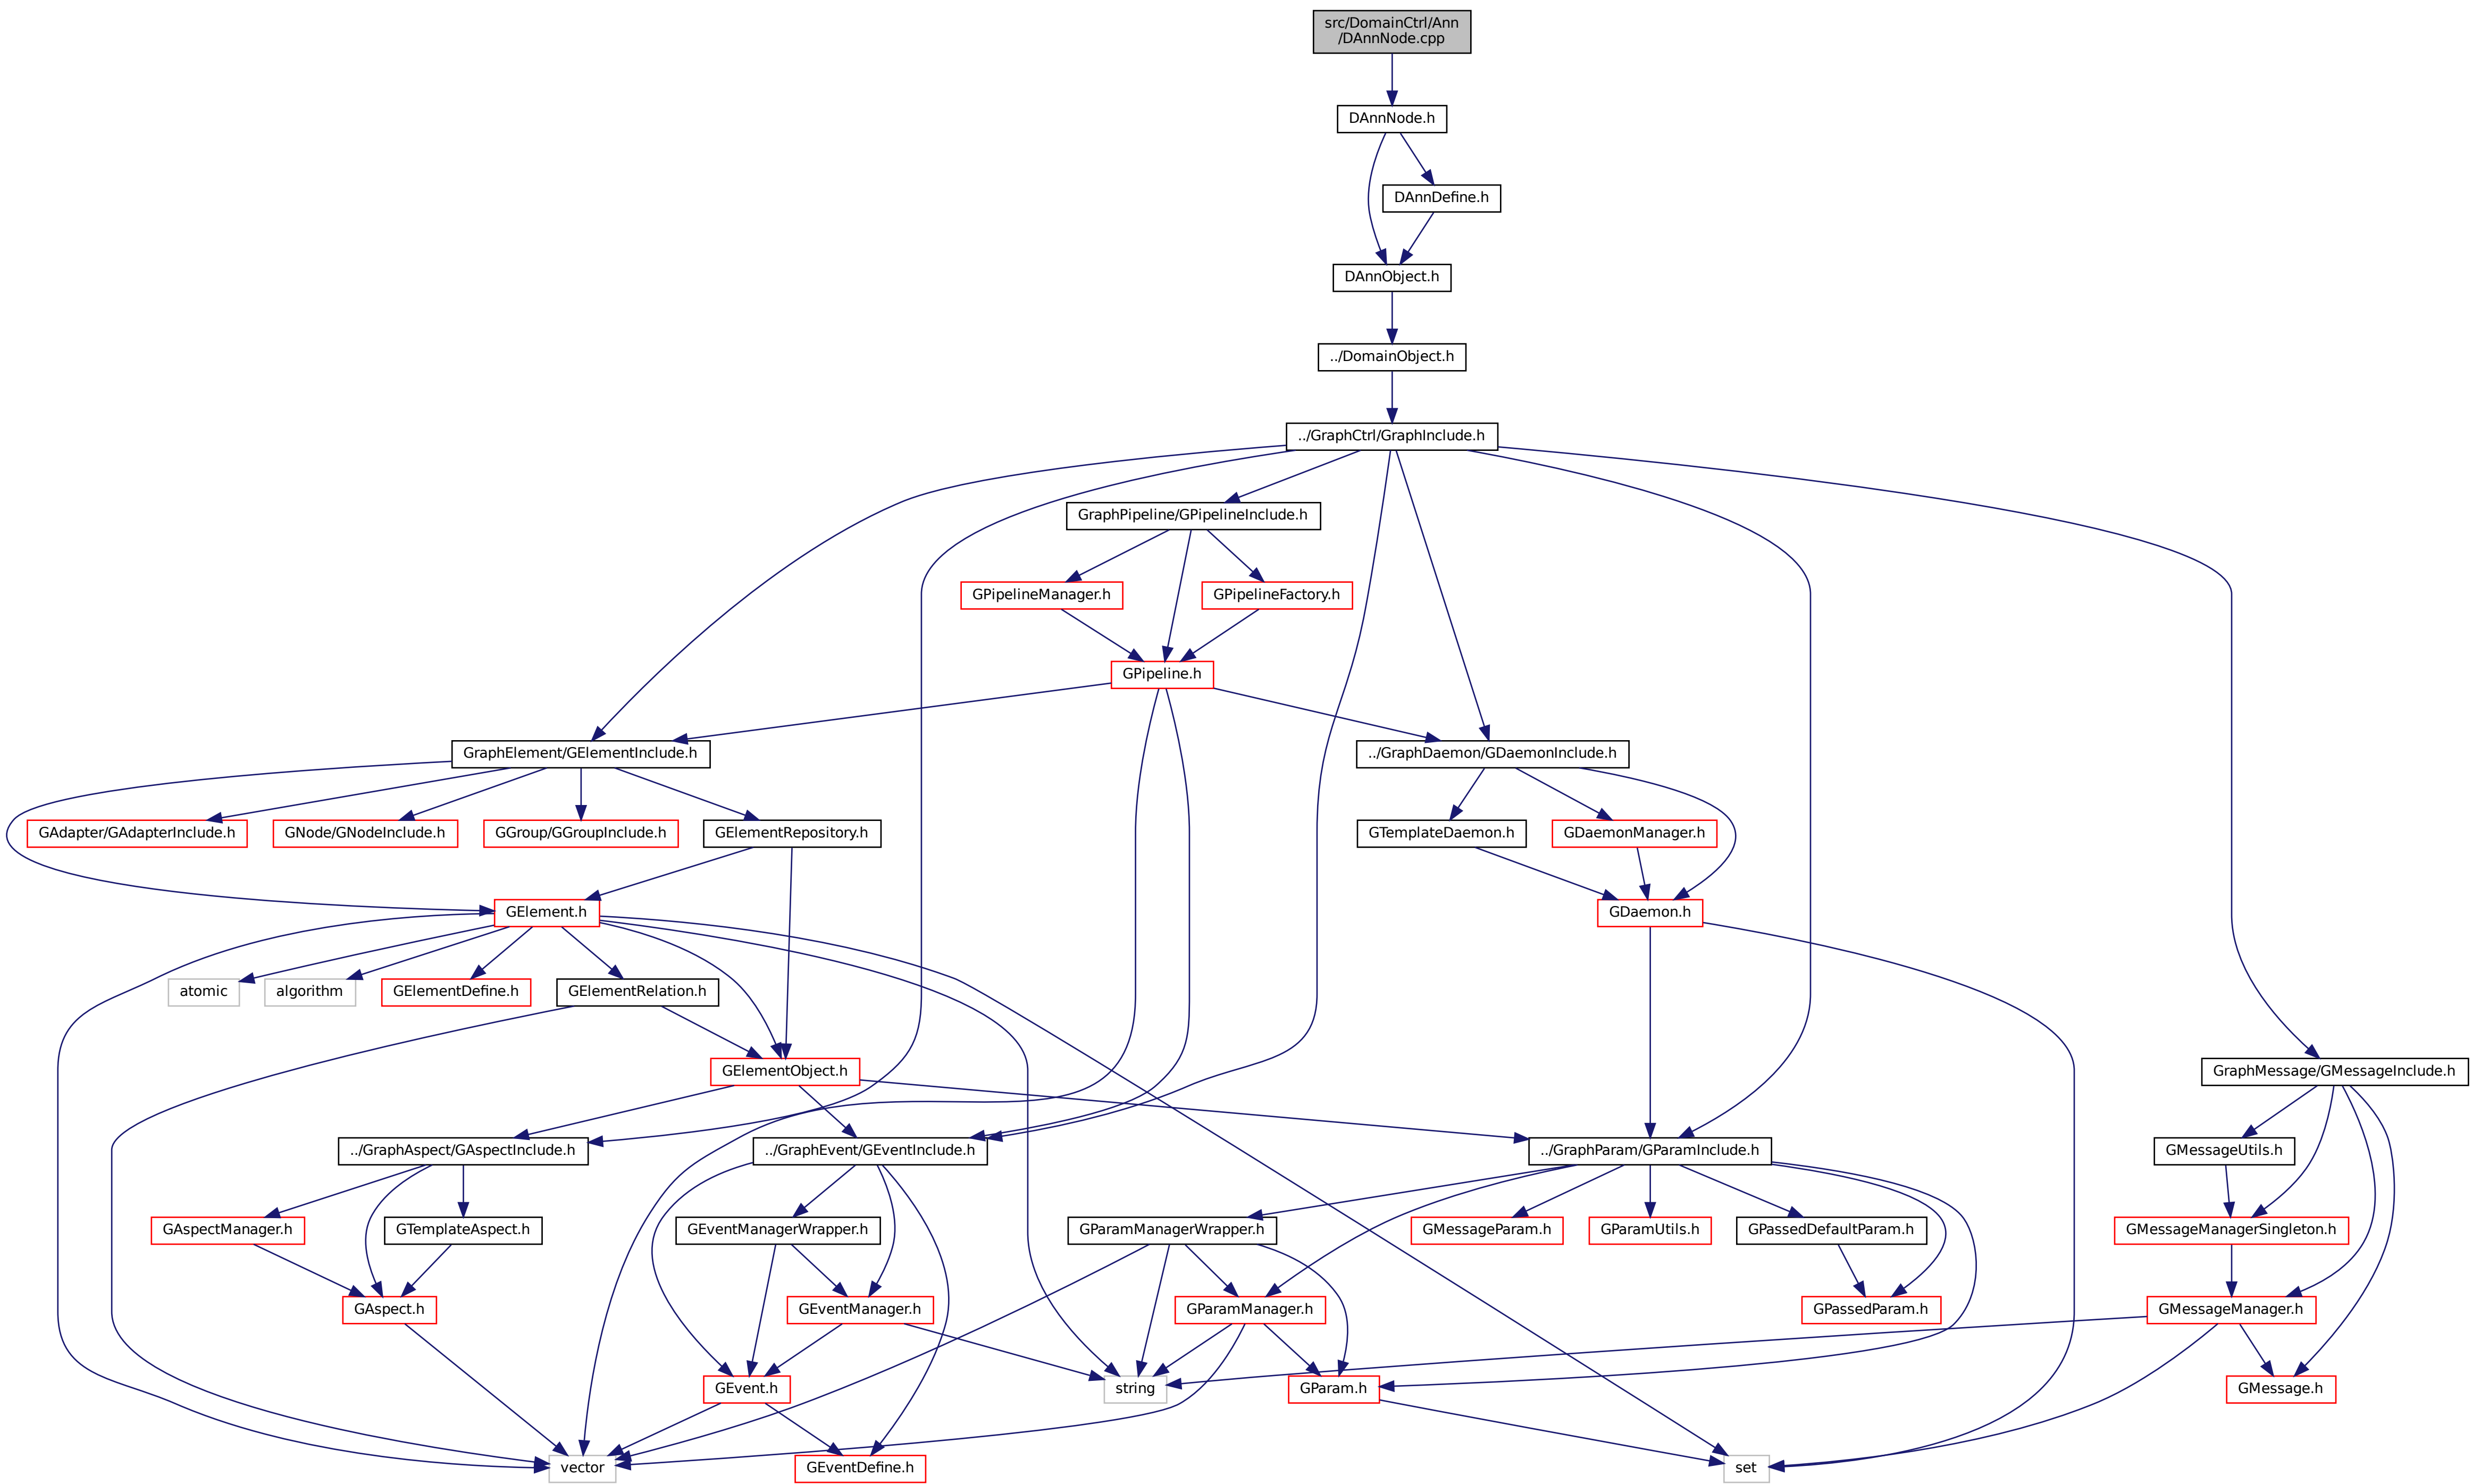 src/DomainCtrl/Ann
/DAnnNode.cpp
DAnnNode.h
DAnnDefine.h
DAnnObject.h
../DomainObject.h
../GraphCtrl/GraphInclude.h
GraphPipeline/GPipelineInclude.h
GPipelineManager.h
GPipelineFactory.h
GPipeline.h
GraphElement/GElementInclude.h
../GraphDaemon/GDaemonInclude.h
GAdapter/GAdapterInclude.h
GNode/GNodeInclude.h
GGroup/GGroupInclude.h
GElementRepository.h
GTemplateDaemon.h
GDaemonManager.h
GElement.h
GDaemon.h
atomic
algorithm
GElementDefine.h
GElementRelation.h
GElementObject.h
GraphMessage/GMessageInclude.h
../GraphAspect/GAspectInclude.h
../GraphEvent/GEventInclude.h
../GraphParam/GParamInclude.h
GMessageUtils.h
GAspectManager.h
GTemplateAspect.h
GEventManagerWrapper.h
GParamManagerWrapper.h
GMessageParam.h
GParamUtils.h
GPassedDefaultParam.h
GMessageManagerSingleton.h
GAspect.h
GEventManager.h
GParamManager.h
GPassedParam.h
GMessageManager.h
GEvent.h
string
GParam.h
GMessage.h
vector
GEventDefine.h
set